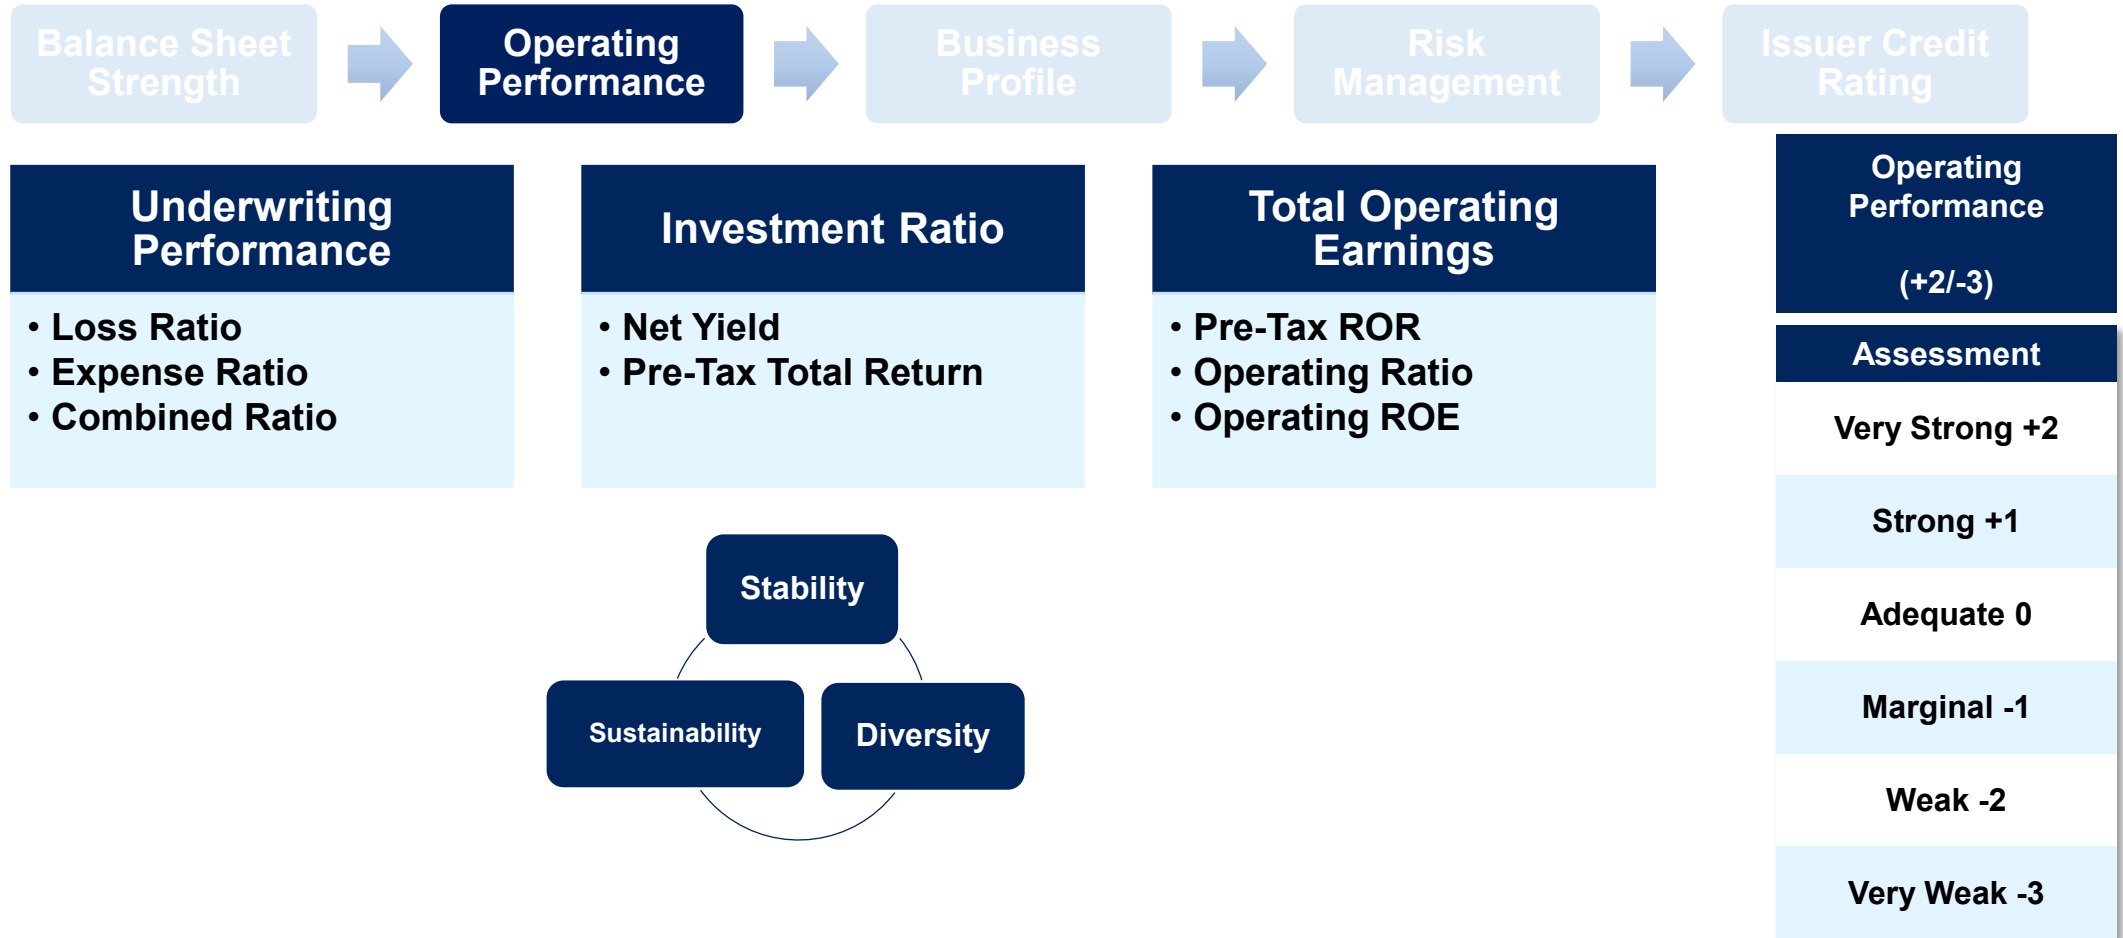 Balance Sheet
Strength
Operating
Performance
Business
Profile
Risk
Management
Issuer Credit
Rating
Underwriting
Performance
• Loss Ratio
• Expense Ratio
• Combined Ratio
Investment Ratio
• Net Yield
• Pre-Tax Total Return
Total Operating
Earnings
• Pre-Tax ROR
• Operating Ratio
• Operating ROE
Operating
Performance
(+2/-3)
Assessment
Very Strong +2
Strong +1
Adequate 0
Marginal -1
Weak -2
Very Weak -3
Stability
Sustainability
Diversity